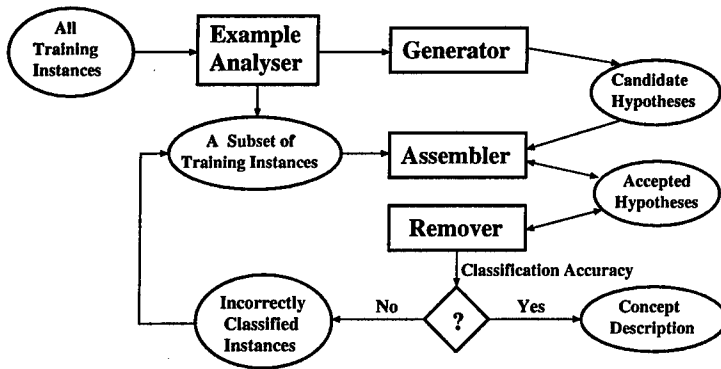 All
Training
Instances
Example
Analyser
Generator
Candidate
Hypotheses
A Subset of
Training Instances
Assembler
Accepted
Hypotheses
Remover
Classification Accuracy
Incorrectly
Classified
Instances
No
?
Yes
Concept
Description